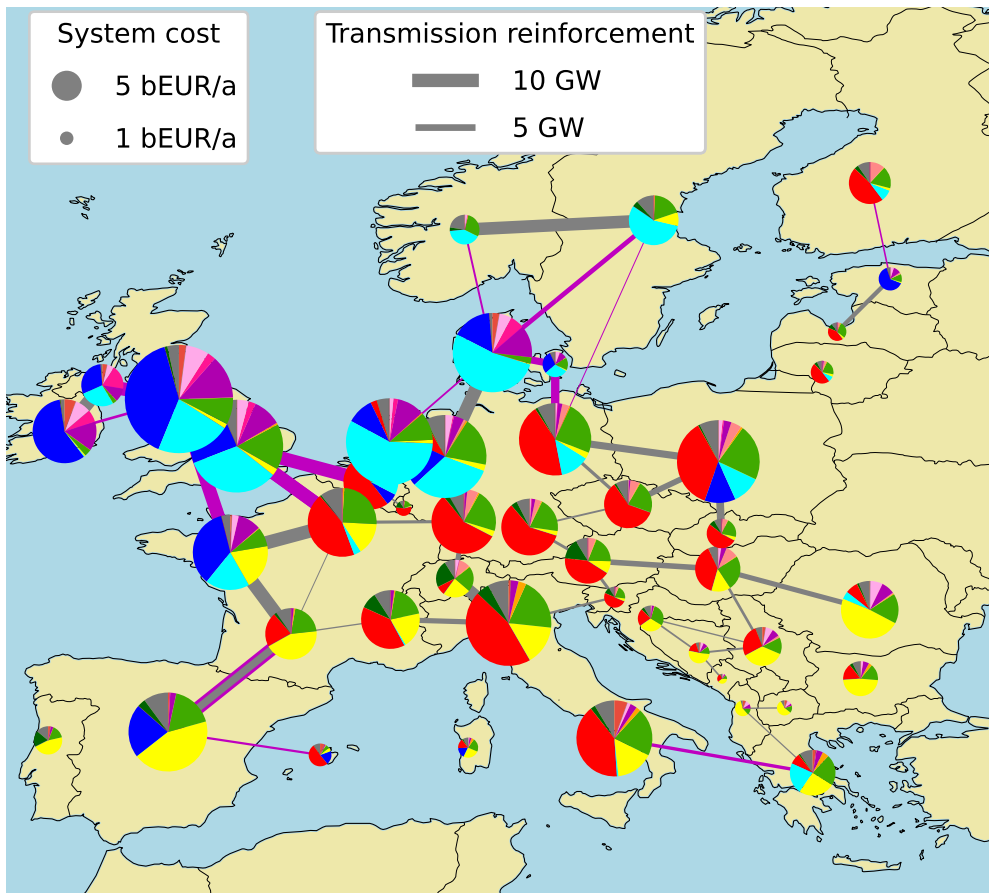 System cost
5 bEUR/a
1 bEUR/a
Transmission reinforcement
10 GW
5 GW